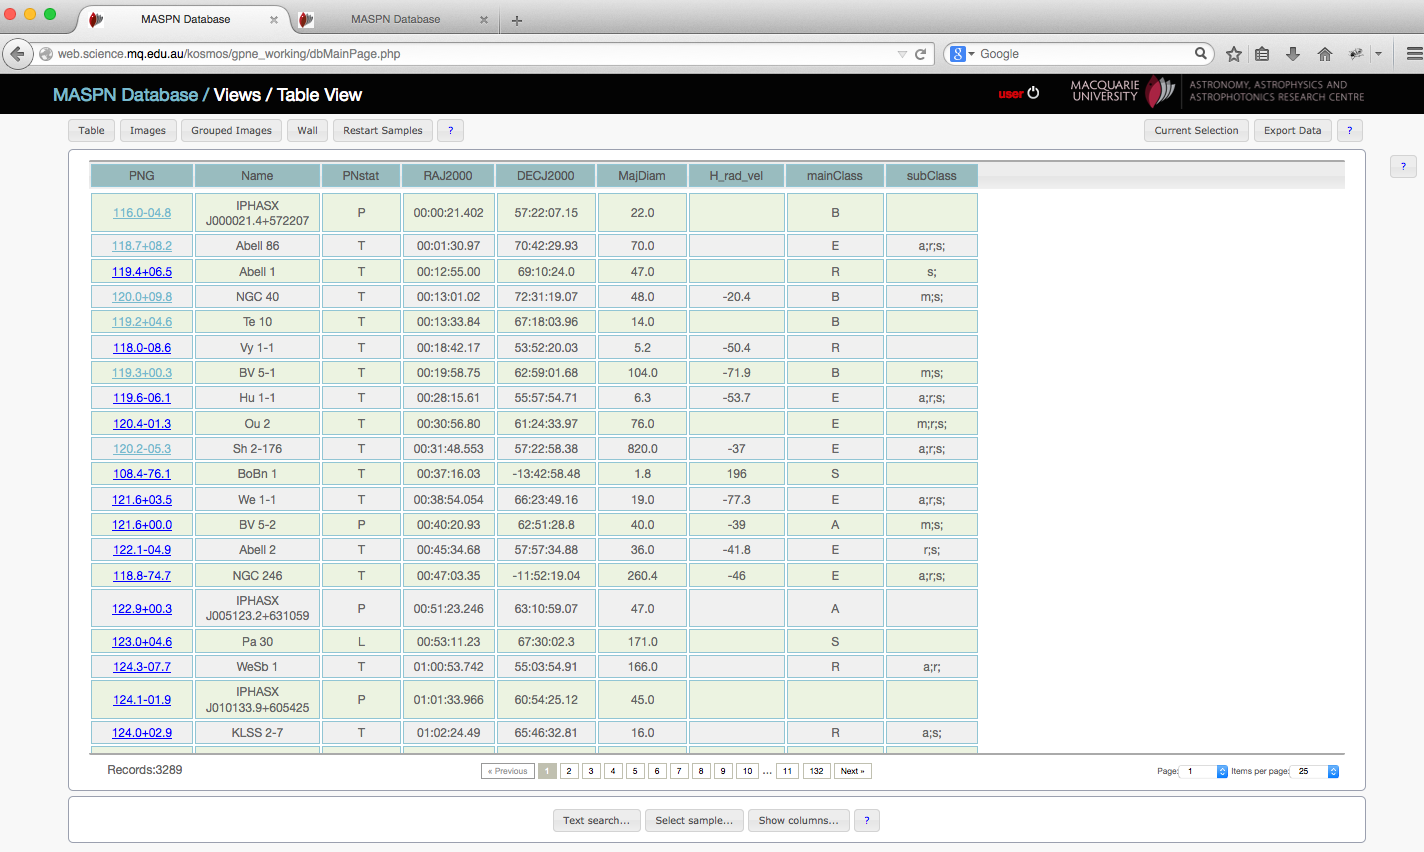 MASPN Database
MASPN Database
web.science.mq.edu.au/kosmos/gpne_working/dbMainPage.php
Google
MASPN Database / Views / Table View
user
MACQUARIE UNIVERSITY
ASTRONOMY, ASTROPHYSICS AND ASTROPHOTONICS RESEARCH CENTRE
Table Images Grouped Images Wall Restart Samples ?
Current Selection Export Data ?
?
PNG Name PNstat RAJ2000 DECJ2000 MajDiam H_rad_vel mainClass subClass
116.0-04.8 IPHASX J000021.4+572207 P 00:00:21.402 57:22:07.15 22.0 B
118.7+08.2 Abell 86 T 00:01:30.97 70:42:29.93 70.0 E a;r;s;
119.4+06.5 Abell 1 T 00:12:55.00 69:10:24.0 47.0 R s;
120.0+09.8 NGC 40 T 00:13:01.02 72:31:19.07 48.0 -20.4 B m;s;
119.2+04.6 Te 10 T 00:13:33.84 67:18:03.96 14.0 B
118.0-08.6 Vy 1-1 T 00:18:42.17 53:52:20.03 5.2 -50.4 R
119.3+00.3 BV 5-1 T 00:19:58.75 62:59:01.68 104.0 -71.9 B m;s;
119.6-06.1 Hu 1-1 T 00:28:15.61 55:57:54.71 6.3 -53.7 E a;r;s;
120.4-01.3 Ou 2 T 00:30:56.80 61:24:33.97 76.0 E m;r;s;
120.2-05.3 Sh 2-176 T 00:31:48.553 57:22:58.38 820.0 -37 E a;r;s;
108.4-76.1 BoBn 1 T 00:37:16.03 -13:42:58.48 1.8 196 S
121.6+03.5 We 1-1 T 00:38:54.054 66:23:49.16 19.0 -77.3 E a;r;s;
121.6+00.0 BV 5-2 P 00:40:20.93 62:51:28.8 40.0 -39 A m;s;
122.1-04.9 Abell 2 T 00:45:34.68 57:57:34.88 36.0 -41.8 E r;s;
118.8-74.7 NGC 246 T 00:47:03.35 -11:52:19.04 260.4 -46 E a;r;s;
122.9+00.3 IPHASX J005123.2+631059 P 00:51:23.246 63:10:59.07 47.0 A
123.0+04.6 Pa 30 L 00:53:11.23 67:30:02.3 171.0 S
124.3-07.7 WeSb 1 T 01:00:53.742 55:03:54.91 166.0 R a;r;
124.1-01.9 IPHASX J010133.9+605425 P 01:01:33.966 60:54:25.12 45.0
124.0+02.9 KLSS 2-7 T 01:02:24.49 65:46:32.81 16.0 R a;s;
Records:3289
« Previous 1 2 3 4 5 6 7 8 9 10 ... 11 132 Next »
Page: 1 Items per page: 25
Text search... Select sample... Show columns... ?